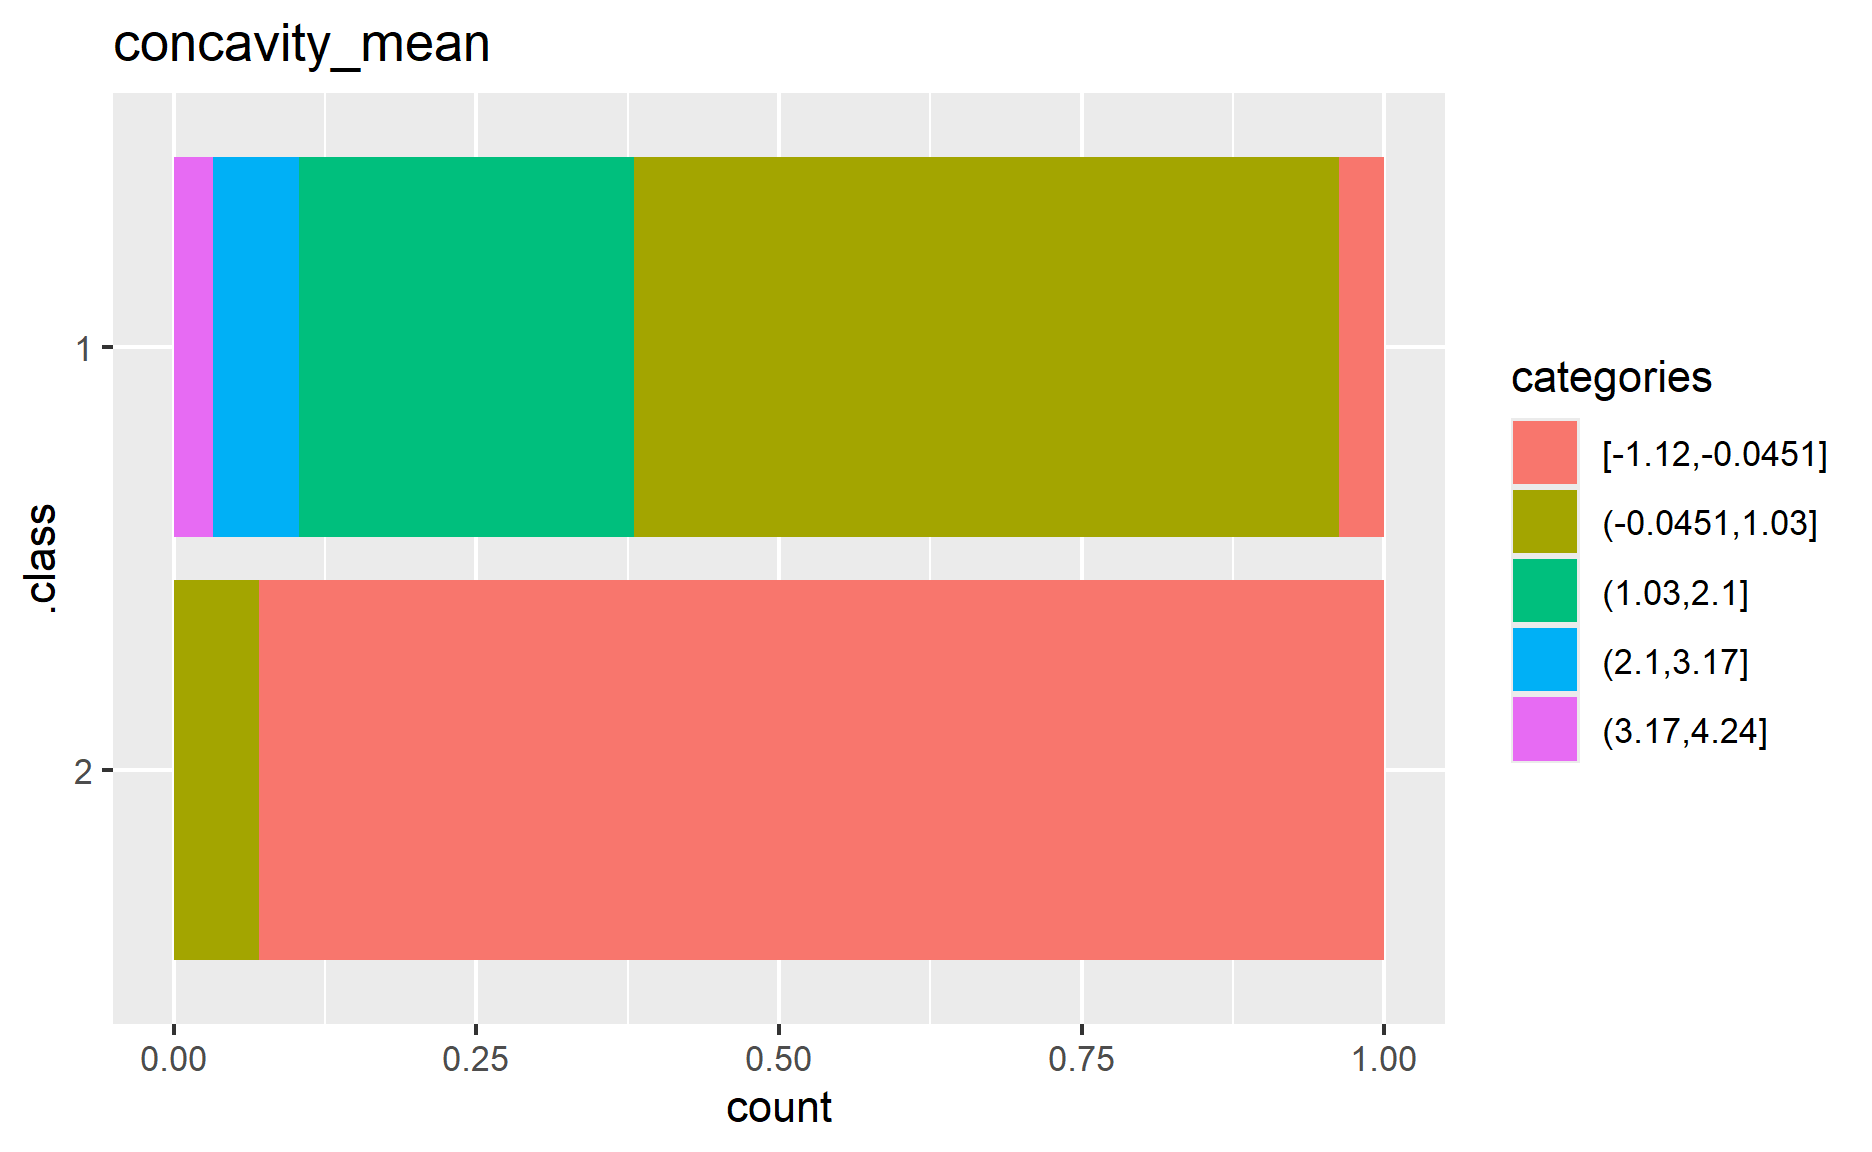 concavity_mean
.class
1
2
0.00 0.25 0.50 0.75 1.00
count
categories
[-1.12,-0.0451]
(-0.0451,1.03]
(1.03,2.1]
(2.1,3.17]
(3.17,4.24]